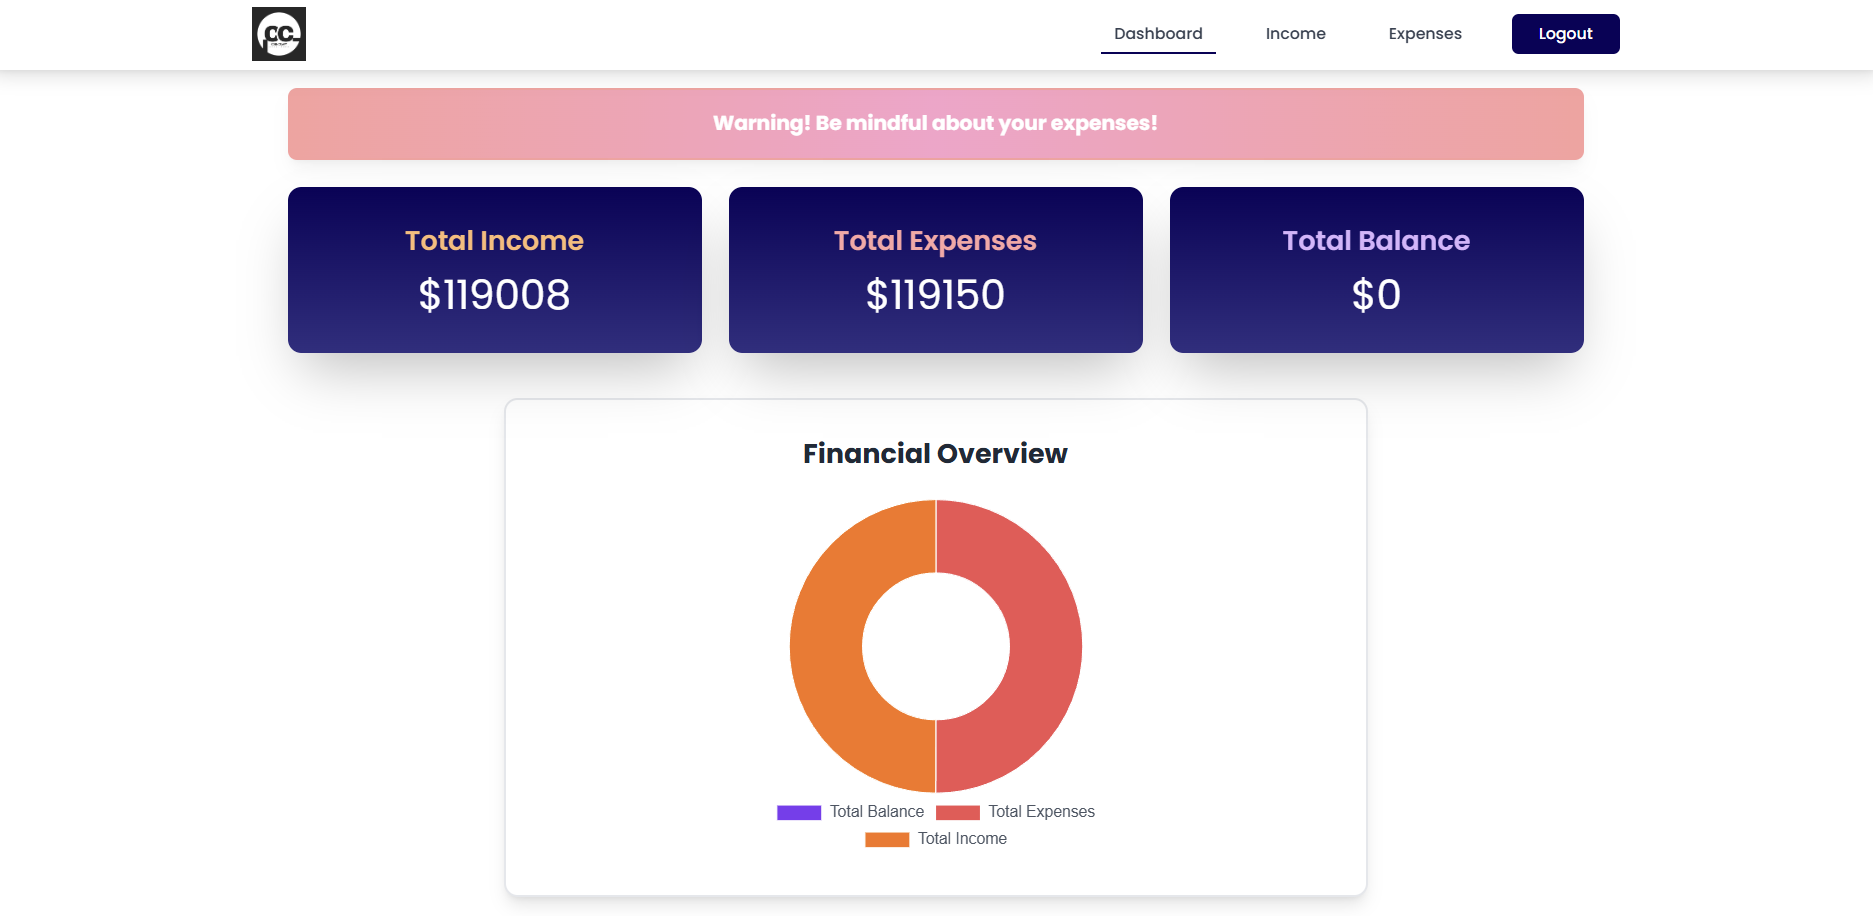 CC
Dashboard Income Expenses Logout
Warning! Be mindful about your expenses!
Total Income
$119008
Total Expenses
$119150
Total Balance
$0
Financial Overview
Total Balance Total Expenses
Total Income